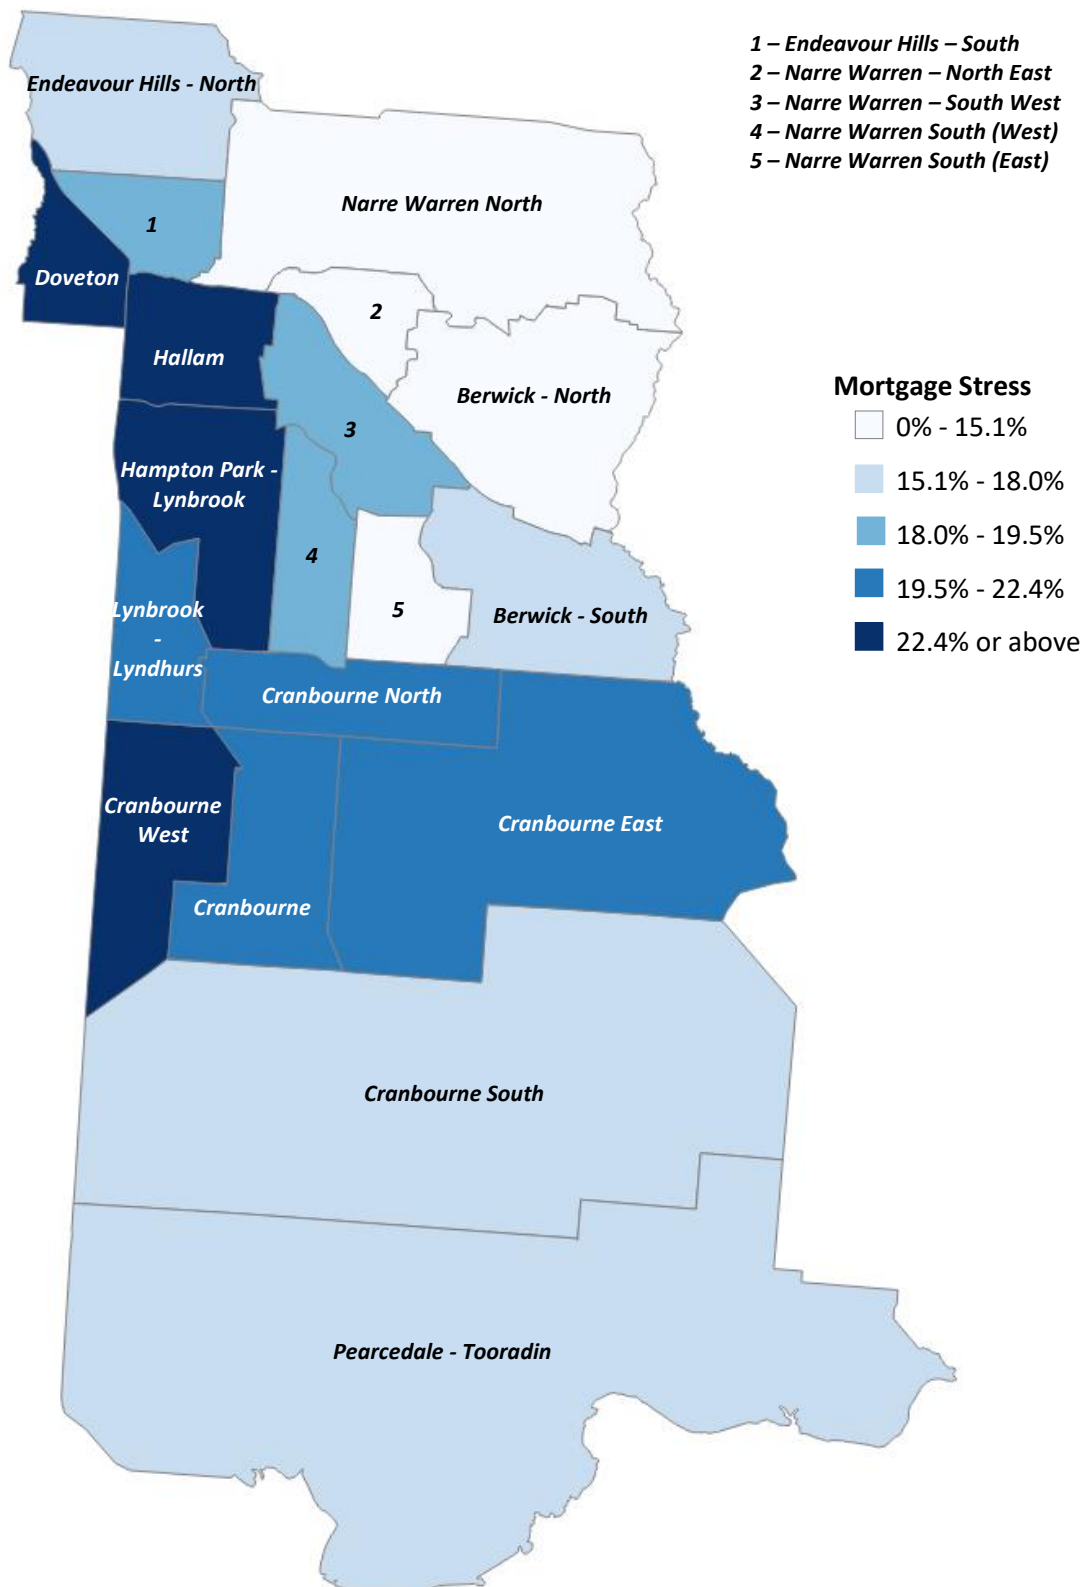 1 – Endeavour Hills – South
2 – Narre Warren – North East
3 – Narre Warren – South West
4 – Narre Warren South (West)
5 – Narre Warren South (East)
Endeavour Hills - North
Narre Warren North
1
Doveton
2
Hallam
Berwick - North
3
Hampton Park -
Lynbrook
4
5
Lynbrook
-
Lyndhurs
Berwick - South
Cranbourne North
Cranbourne
West
Cranbourne East
Cranbourne
Cranbourne South
Pearcedale - Tooradin
Mortgage Stress
0% - 15.1%
15.1% - 18.0%
18.0% - 19.5%
19.5% - 22.4%
22.4% or above